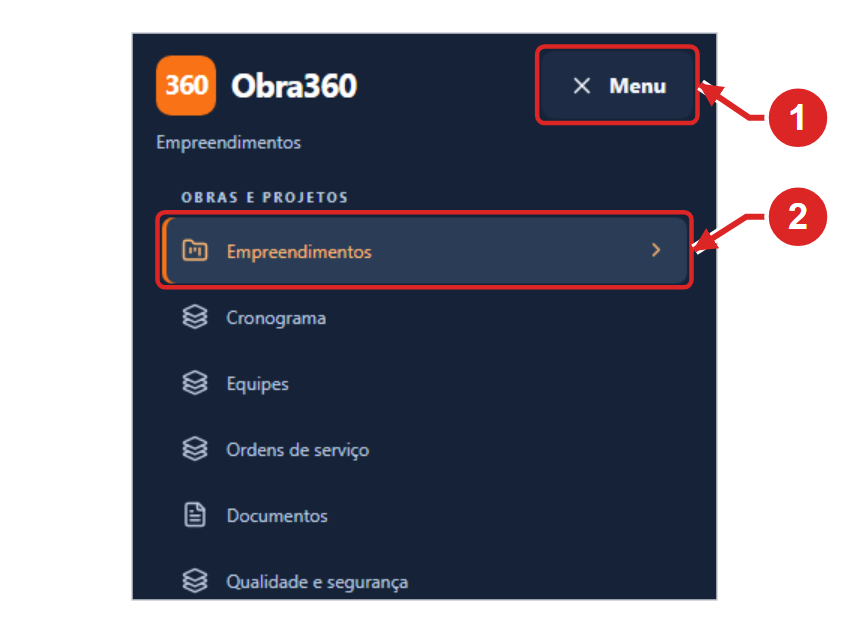 360 Obra360 × Menu 1
Empreendimentos
OBRAS E PROJETOS 2
Empreendimentos
Cronograma
Equipes
Ordens de serviço
Documentos
Qualidade e segurança